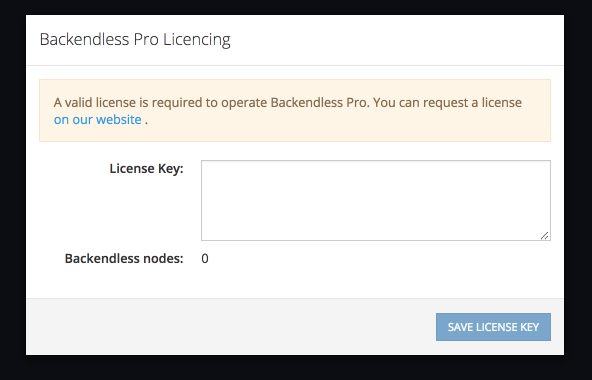 Backendless Pro Licencing
A valid license is required to operate Backendless Pro. You can request a license
on our website .
License Key:
Backendless nodes: 0
SAVE LICENSE KEY